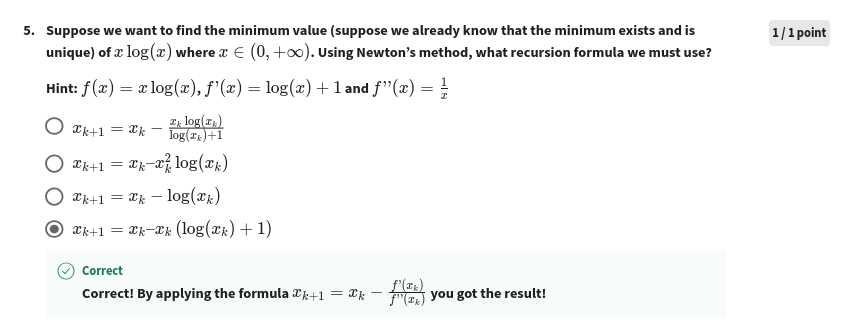 5. Suppose we want to find the minimum value (suppose we already know that the minimum exists and is
1 / 1 point
unique) of x log(x) where x ∈ (0, +∞). Using Newton's method, what recursion formula we must use?
Hint: f(x) = x log(x), f'(x) = log(x) + 1 and f''(x) = 1/x
x_{k+1} = x_k − (x_k log(x_k))/(log(x_k)+1)
x_{k+1} = x_k–x_k^2 log(x_k)
x_{k+1} = x_k − log(x_k)
x_{k+1} = x_k–x_k (log(x_k) + 1)
Correct
Correct! By applying the formula x_{k+1} = x_k − f'(x_k)/f''(x_k) you got the result!